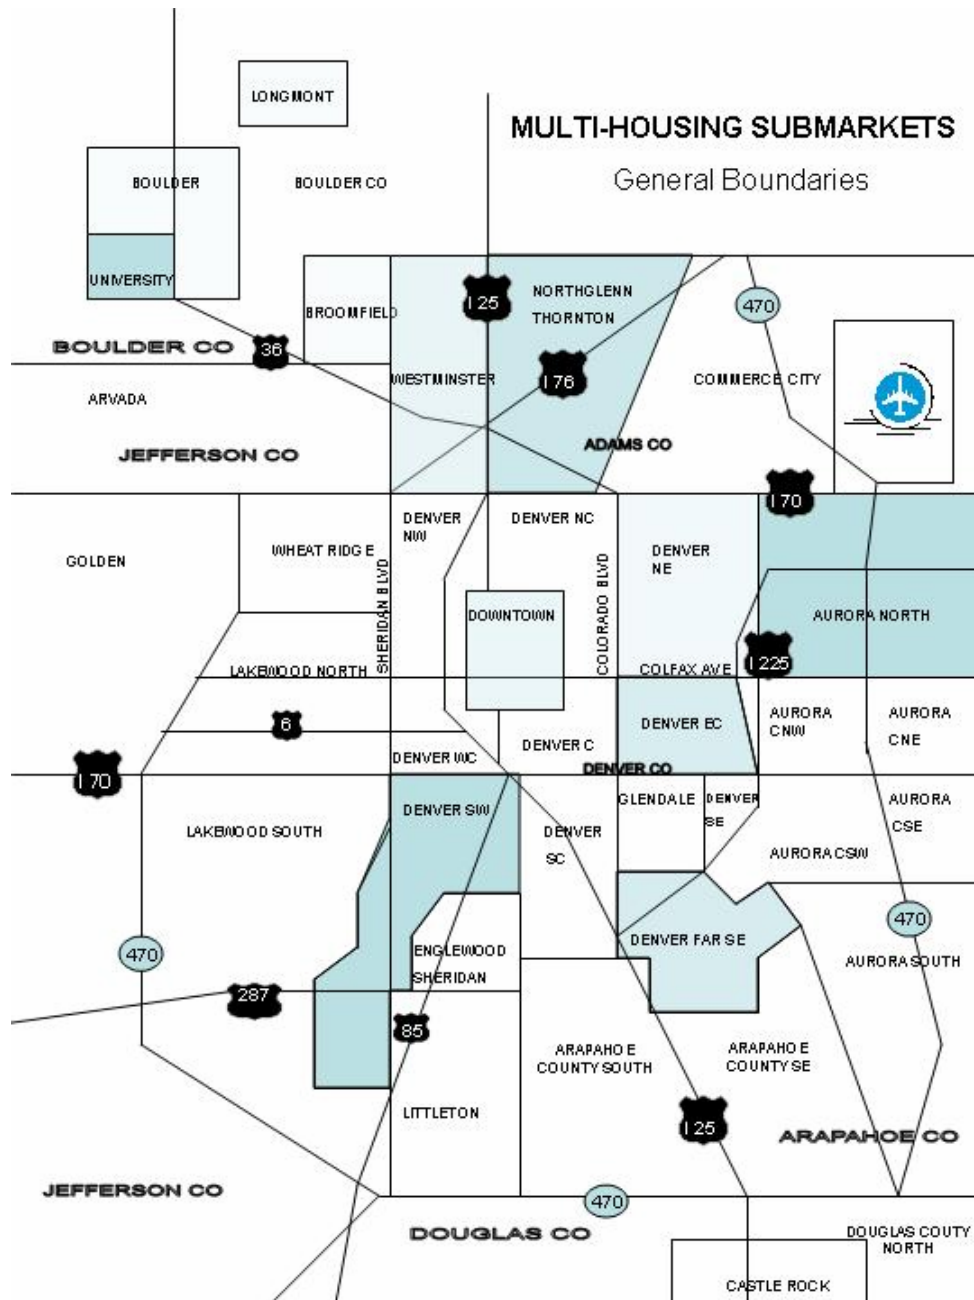 LONGMONT
MULTI-HOUSING SUBMARKETS
General Boundaries
BOULDER
BOULDER CO
UNIVERSITY
BROOMFIELD
I 25
NORTHGLENN
THORNTON
470
BOULDER CO
36
WESTMINSTER
I 76
COMMERCE CITY
ARVADA
JEFFERSON CO
ADAMS CO
I 70
DENVER
NW
DENVER NC
GOLDEN
WHEAT RIDGE
DENVER
NE
SHERIDAN BLVD
COLORADO BLVD
DOWNTOWN
AURORA NORTH
LAKEWOOD NORTH
COLFAX AVE
I 225
6
DENVER EC
AURORA
CNW
AURORA
CNE
DENVER WC
DENVER C
DENVER CO
I 70
LAKEWOOD SOUTH
DENVER SW
DENVER
SC
GLENDALE
DENVER
SE
AURORA
CSE
AURORA CSW
470
470
ENGLEWOOD
SHERIDAN
DENVER FAR SE
AURORA SOUTH
287
85
ARAPAHOE
COUNTY SOUTH
ARAPAHOE
COUNTY SE
LITTLETON
I 25
ARAPAHOE CO
JEFFERSON CO
470
DOUGLAS CO
DOUGLAS COUTY
NORTH
CASTLE ROCK